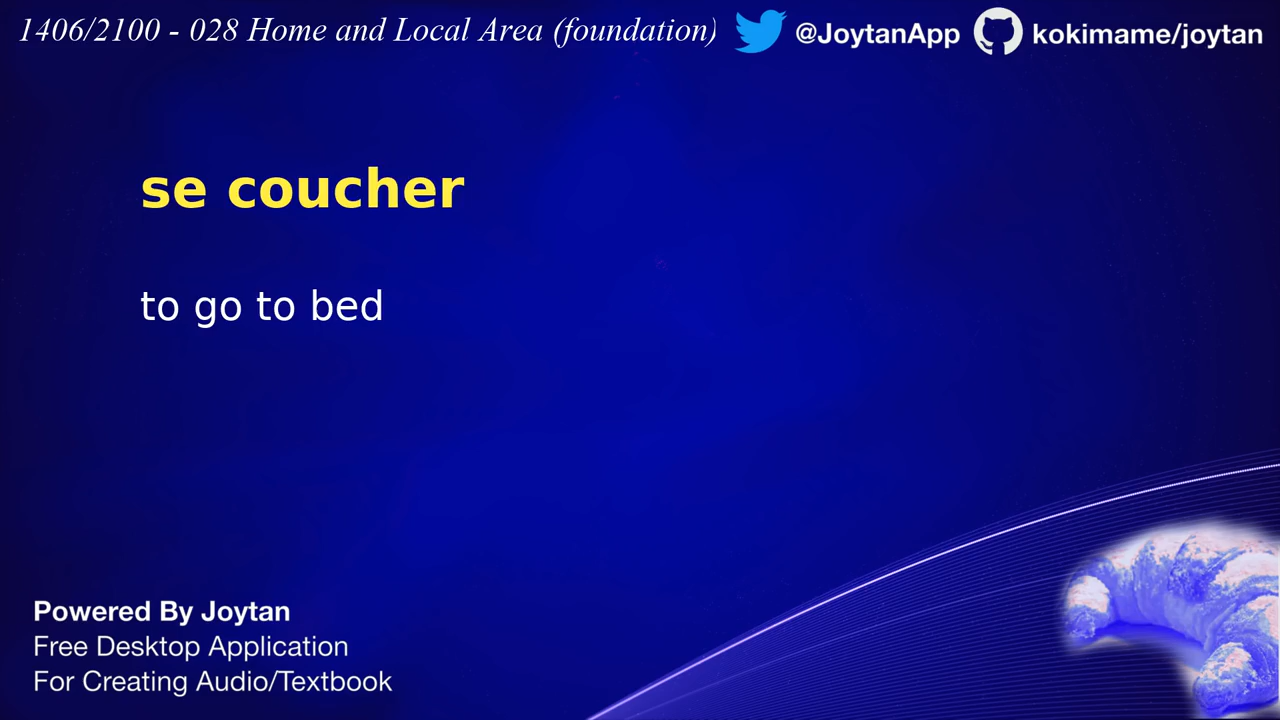 1406/2100 - 028 Home and Local Area (foundation)
@JoytanApp
kokimame/joytan
se coucher
to go to bed
Powered By Joytan
Free Desktop Application
For Creating Audio/Textbook